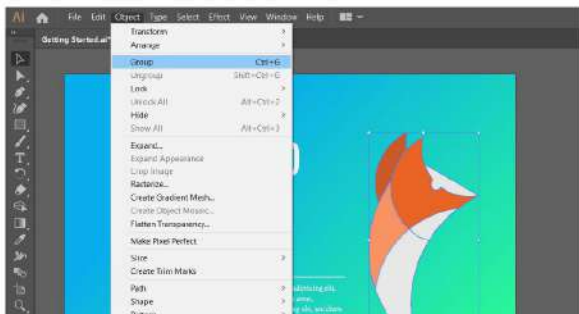 Ai File Edit Object Type Select Effect View Window Help
Getting Started.ai*
Transform
Arrange
Group Ctrl+G
Ungroup Shift+Ctrl+G
Lock
Unlock All Alt+Ctrl+2
Hide
Show All Alt+Ctrl+3
Expand...
Expand Appearance
Crop Image
Rasterize...
Create Gradient Mesh...
Create Object Mosaic...
Flatten Transparency...
Make Pixel Perfect
Slice
Create Trim Marks
Path
Shape
Pattern